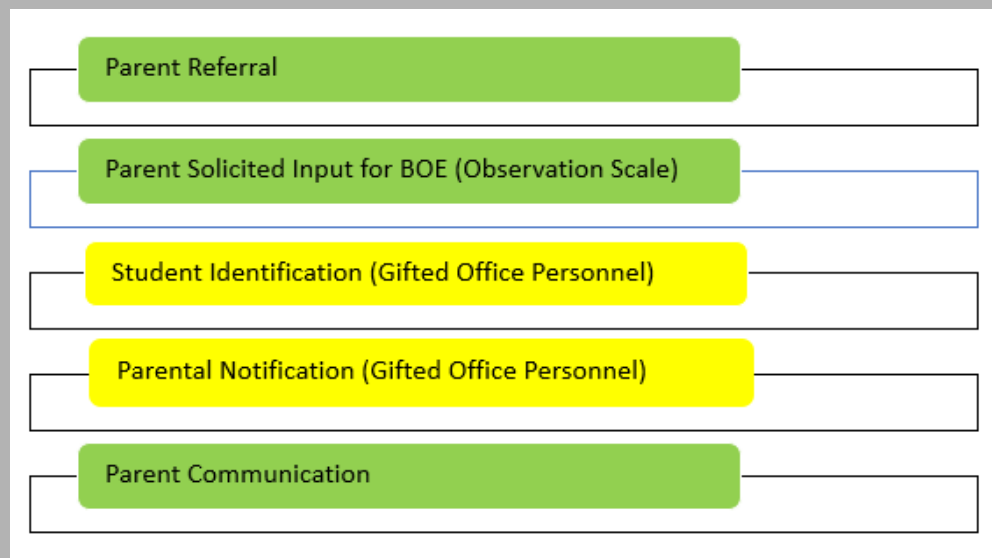 Parent Referral
Parent Solicited Input for BOE (Observation Scale)
Student Identification (Gifted Office Personnel)
Parental Notification (Gifted Office Personnel)
Parent Communication